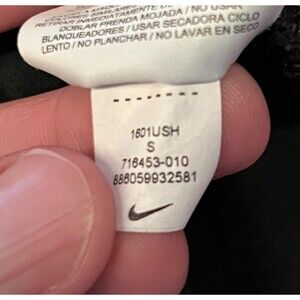 RETIRAR INMEDIATAMENTE D
DOBLAR PRENDA MOJADA / NO USAR
BLANQUEADORES / USAR SECADORA CICLO
LENTO / NO PLANCHAR / NO LAVAR EN SECO
1601USH
S
716453-010
886059932581